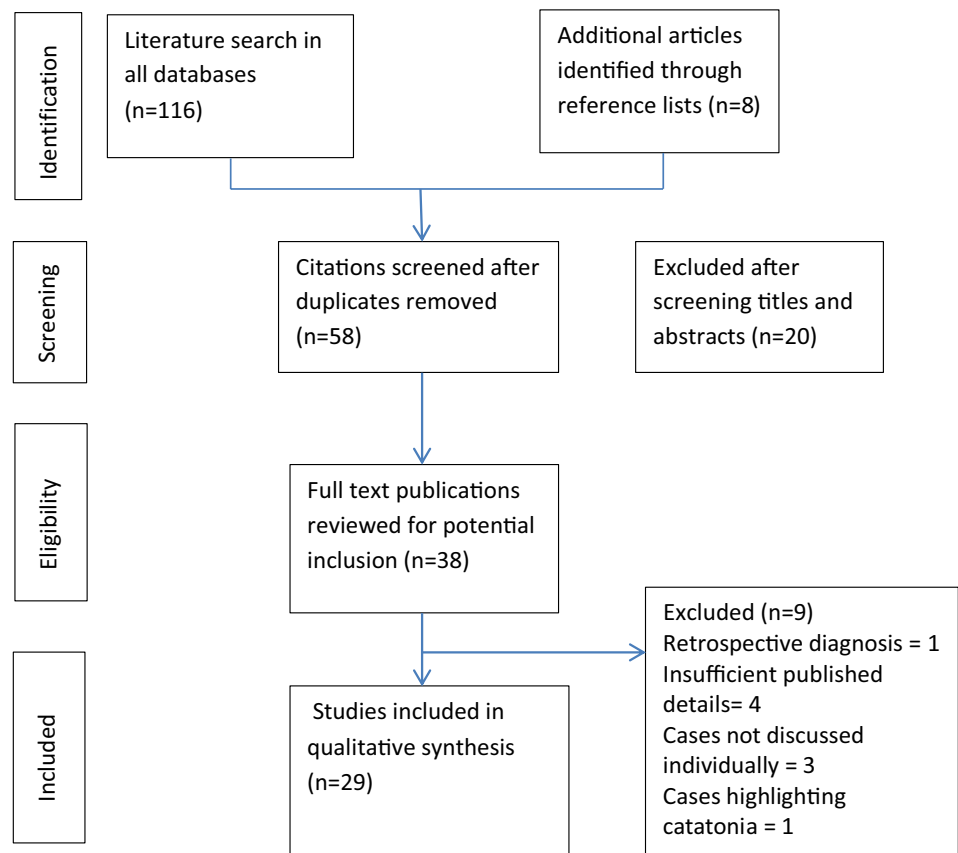 Identification
Literature search in
all databases
(n=116)
Additional articles
identified through
reference lists (n=8)
Screening
Citations screened after
duplicates removed
(n=58)
Excluded after
screening titles and
abstracts (n=20)
Eligibility
Full text publications
reviewed for potential
inclusion (n=38)
Excluded (n=9)
Retrospective diagnosis = 1
Insufficient published
details= 4
Cases not discussed
individually = 3
Cases highlighting
catatonia = 1
Included
Studies included in
qualitative synthesis
(n=29)